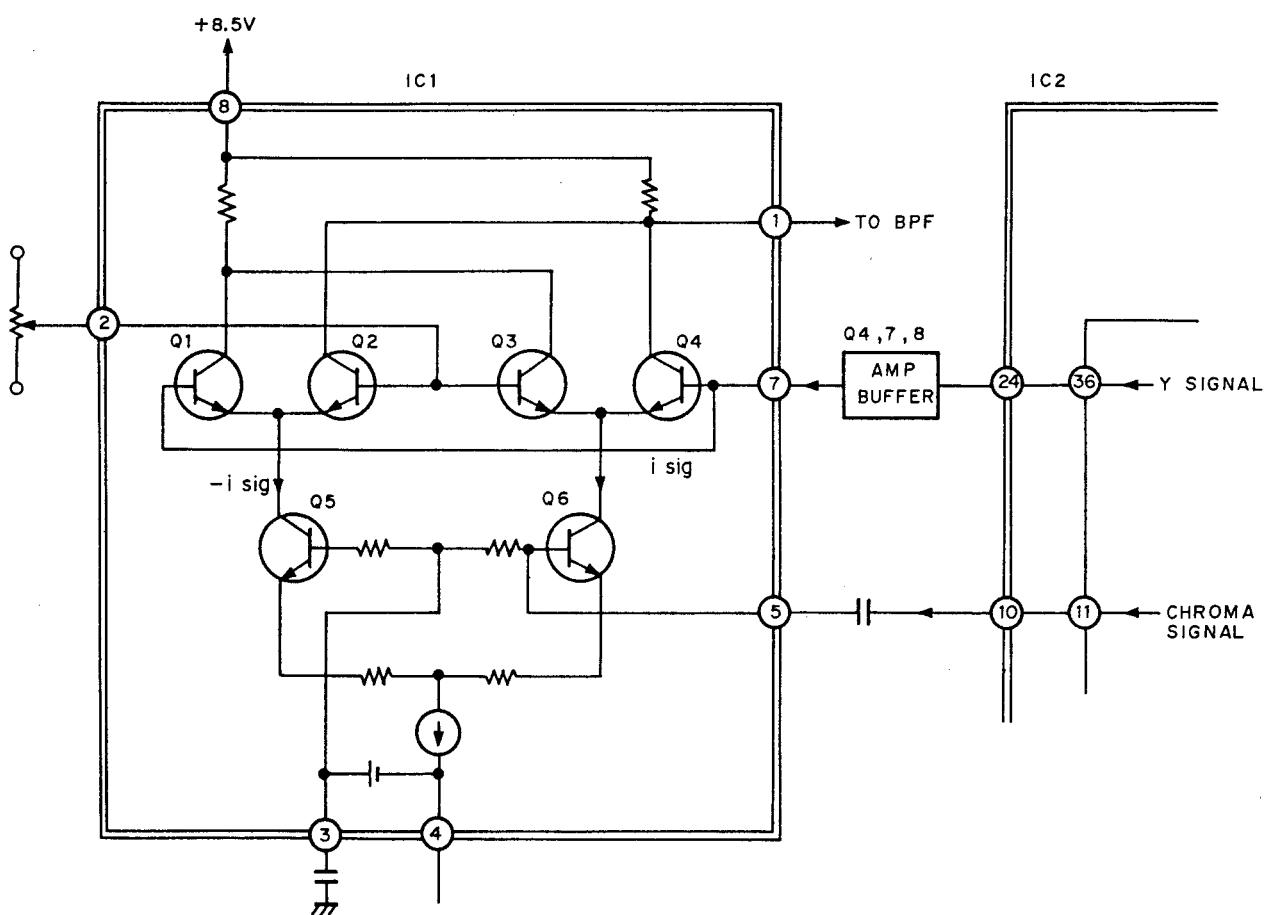 +8.5V
IC1
IC2
8
1
TO BPF
2
Q1
Q2
Q3
Q4
Q4,7,8
AMP
BUFFER
7
24
36
Y SIGNAL
-i sig
i sig
Q5
Q6
5
10
11
CHROMA
SIGNAL
3
4